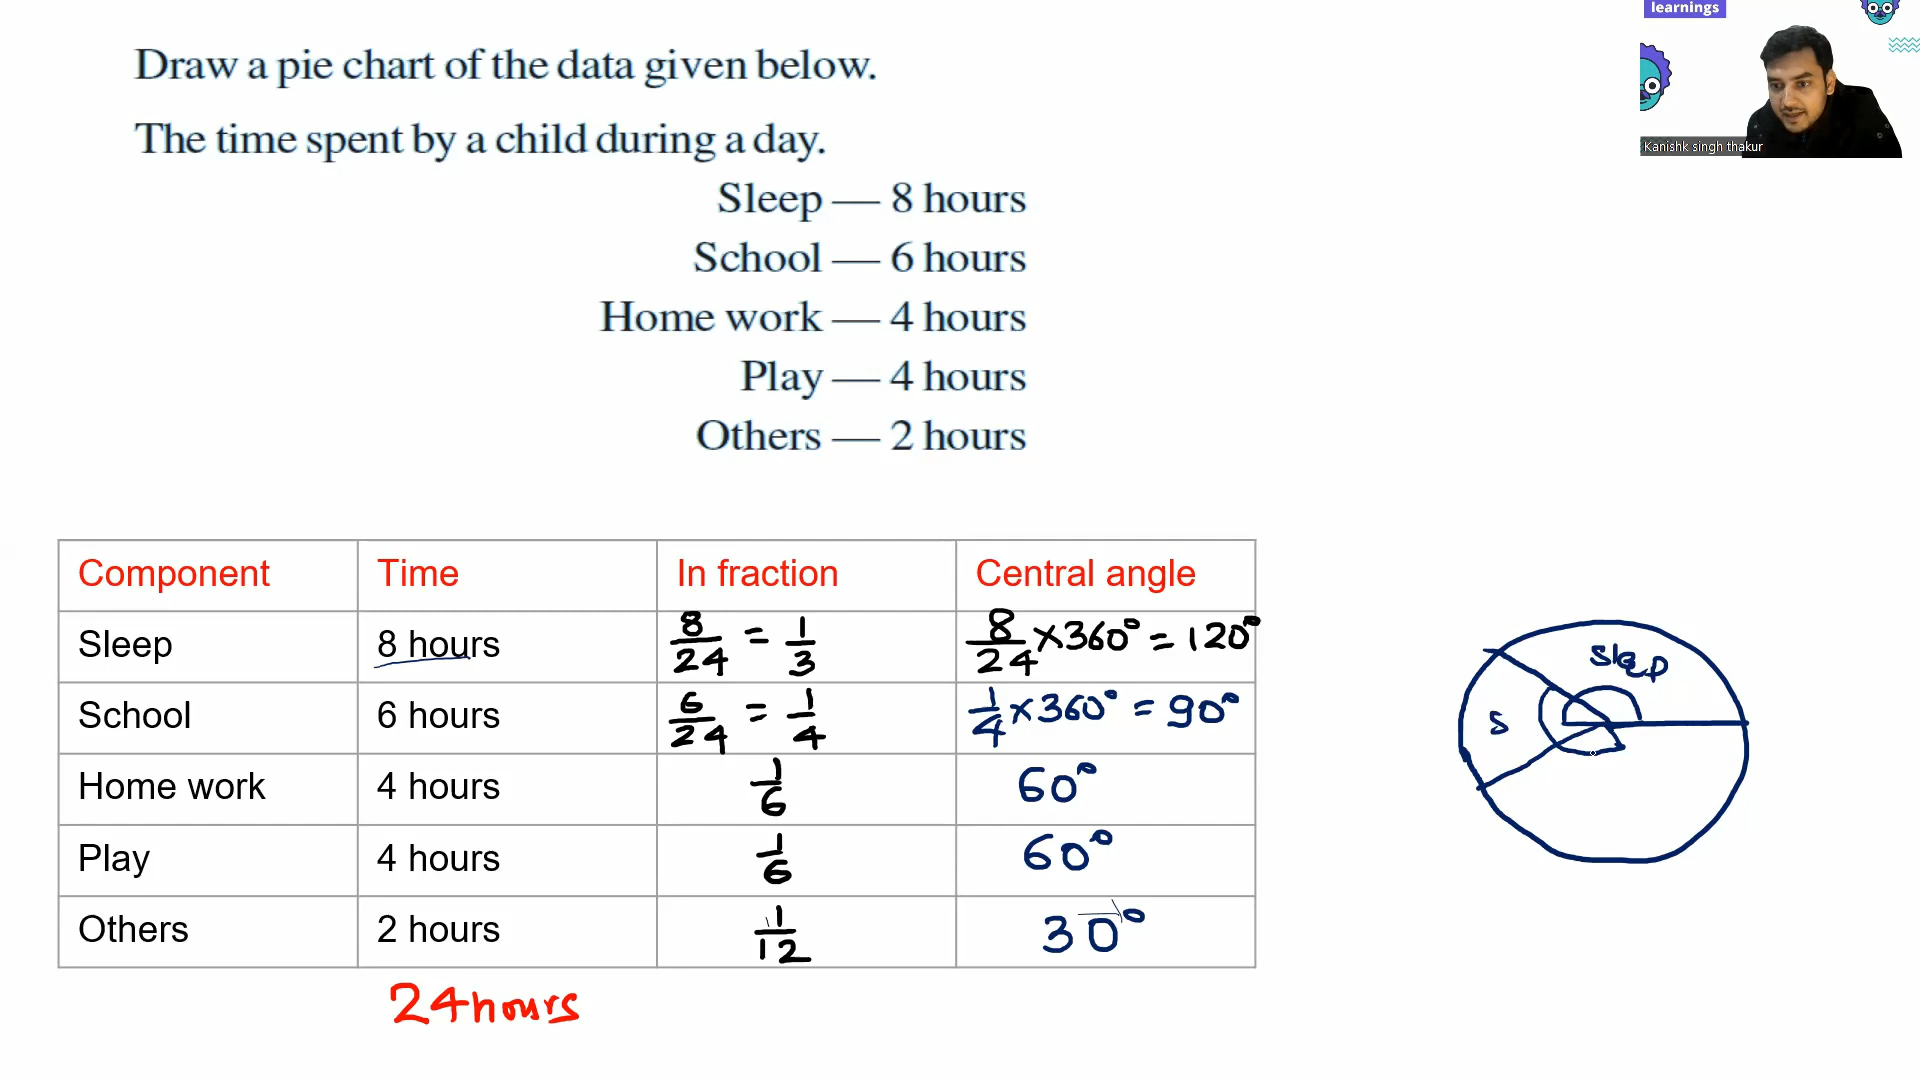 learnings
Kanishk singh thakur
Draw a pie chart of the data given below.
The time spent by a child during a day.
Sleep — 8 hours
School — 6 hours
Home work — 4 hours
Play — 4 hours
Others — 2 hours
Component Time In fraction Central angle
Sleep 8 hours 8/24 = 1/3 8/24 × 360° = 120°
School 6 hours 6/24 = 1/4 1/4 × 360° = 90°
Home work 4 hours 1/6 60°
Play 4 hours 1/6 60°
Others 2 hours 1/12 30°
24 hours
Sleep
S